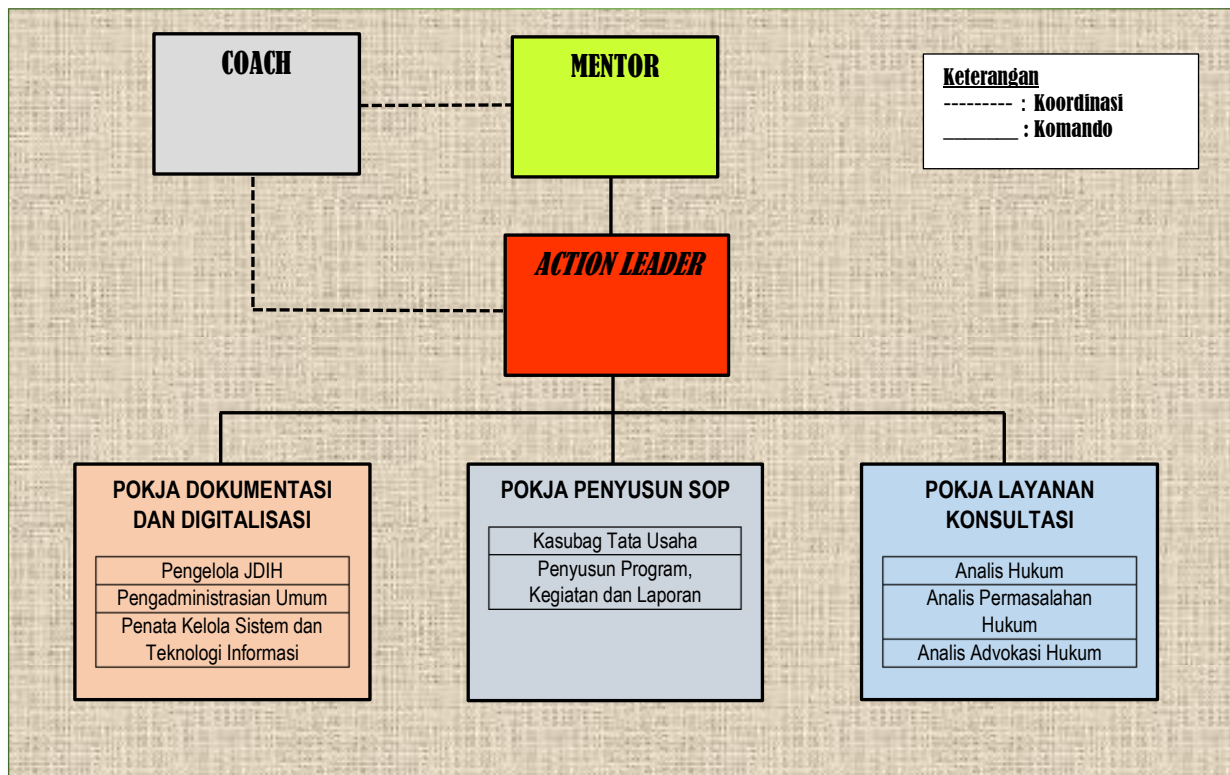 COACH
MENTOR
Keterangan
--------- : Koordinasi
_______ : Komando
ACTION LEADER
POKJA DOKUMENTASI
DAN DIGITALISASI
Pengelola JDIH
Pengadministrasian Umum
Penata Kelola Sistem dan
Teknologi Informasi
POKJA PENYUSUN SOP
Kasubag Tata Usaha
Penyusun Program,
Kegiatan dan Laporan
POKJA LAYANAN
KONSULTASI
Analis Hukum
Analis Permasalahan
Hukum
Analis Advokasi Hukum